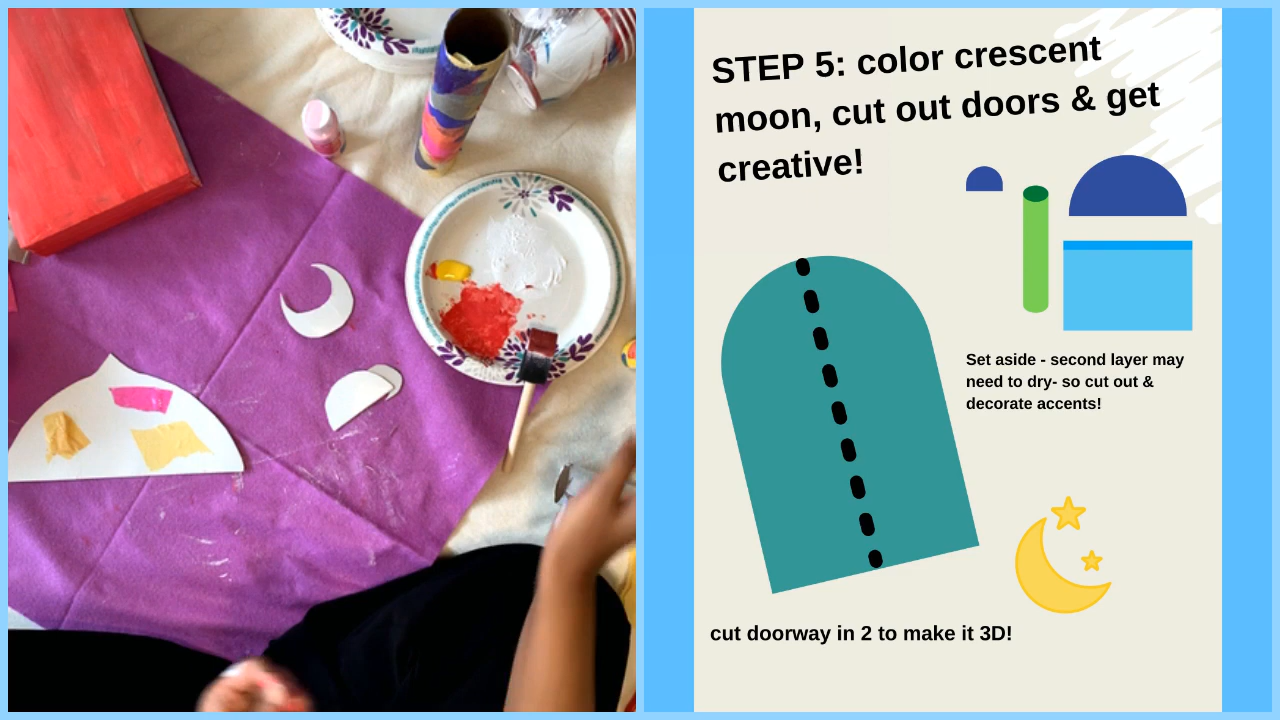 STEP 5: color crescent
moon, cut out doors & get
creative!
Set aside - second layer may
need to dry- so cut out &
decorate accents!
cut doorway in 2 to make it 3D!